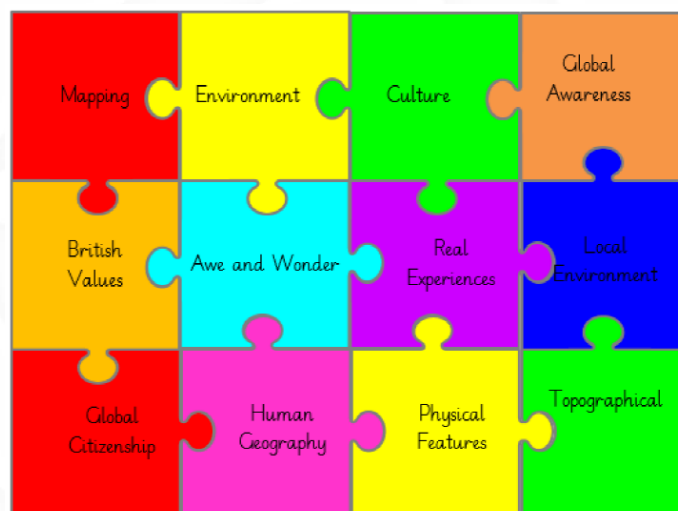 Mapping
Environment
Culture
Global
Awareness
British
Values
Awe and Wonder
Real
Experiences
Local
Environment
Global
Citizenship
Human
Geography
Physical
Features
Topographical